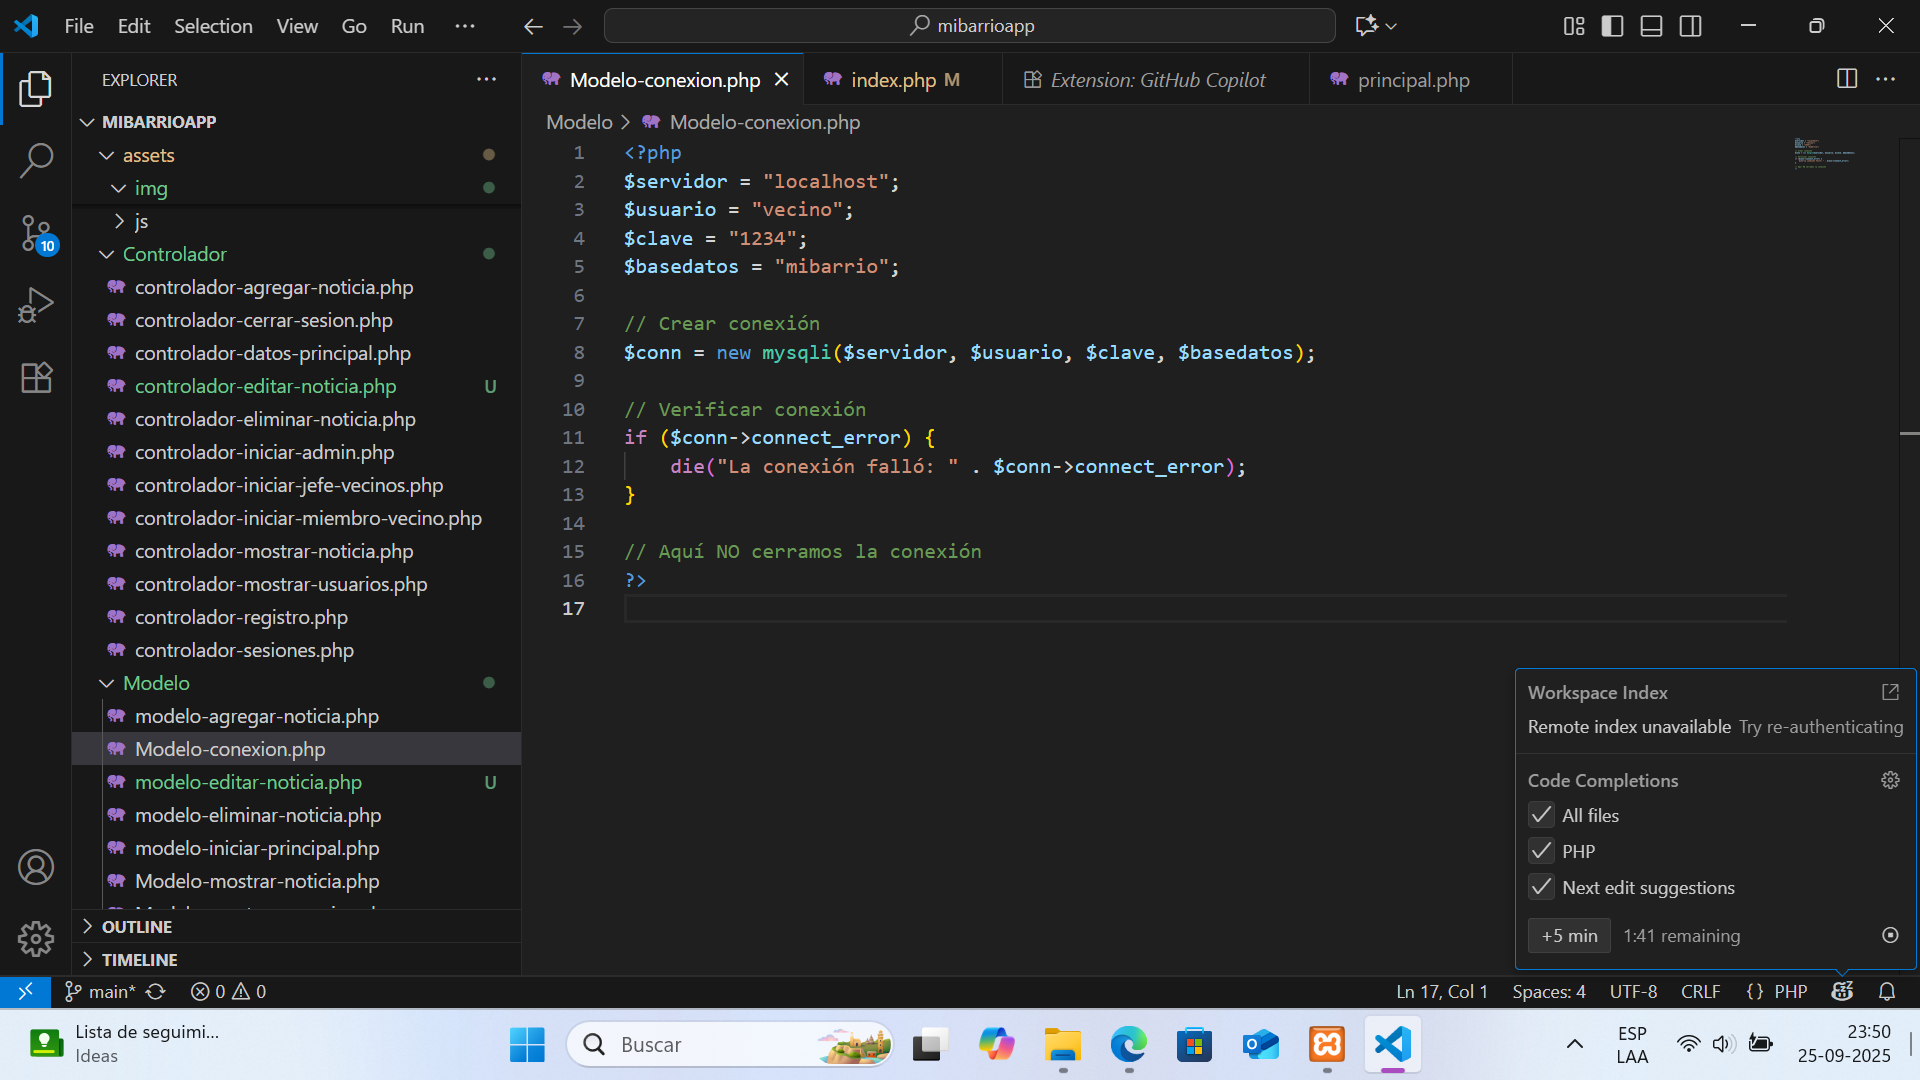 File Edit Selection View Go Run ···
mibarrioapp
EXPLORER
MIBARRIOAPP
assets
img
js
Controlador
controlador-agregar-noticia.php
controlador-cerrar-sesion.php
controlador-datos-principal.php
controlador-editar-noticia.php U
controlador-eliminar-noticia.php
controlador-iniciar-admin.php
controlador-iniciar-jefe-vecinos.php
controlador-iniciar-miembro-vecino.php
controlador-mostrar-noticia.php
controlador-mostrar-usuarios.php
controlador-registro.php
controlador-sesiones.php
Modelo
modelo-agregar-noticia.php
Modelo-conexion.php
modelo-editar-noticia.php U
modelo-eliminar-noticia.php
modelo-iniciar-principal.php
Modelo-mostrar-noticia.php
OUTLINE
TIMELINE
10
Modelo-conexion.php
index.php M
Extension: GitHub Copilot
principal.php
Modelo > Modelo-conexion.php
1 <?php
2 $servidor = "localhost";
3 $usuario = "vecino";
4 $clave = "1234";
5 $basedatos = "mibarrio";
6
7 // Crear conexión
8 $conn = new mysqli($servidor, $usuario, $clave, $basedatos);
9
10 // Verificar conexión
11 if ($conn->connect_error) {
12 die("La conexión falló: " . $conn->connect_error);
13 }
14
15 // Aquí NO cerramos la conexión
16 ?>
17
Workspace Index
Remote index unavailable Try re-authenticating
Code Completions
All files
PHP
Next edit suggestions
+5 min 1:41 remaining
main* 0 0
Ln 17, Col 1 Spaces: 4 UTF-8 CRLF {} PHP
Lista de seguimi...
Ideas
Buscar
ESP
LAA
23:50
25-09-2025